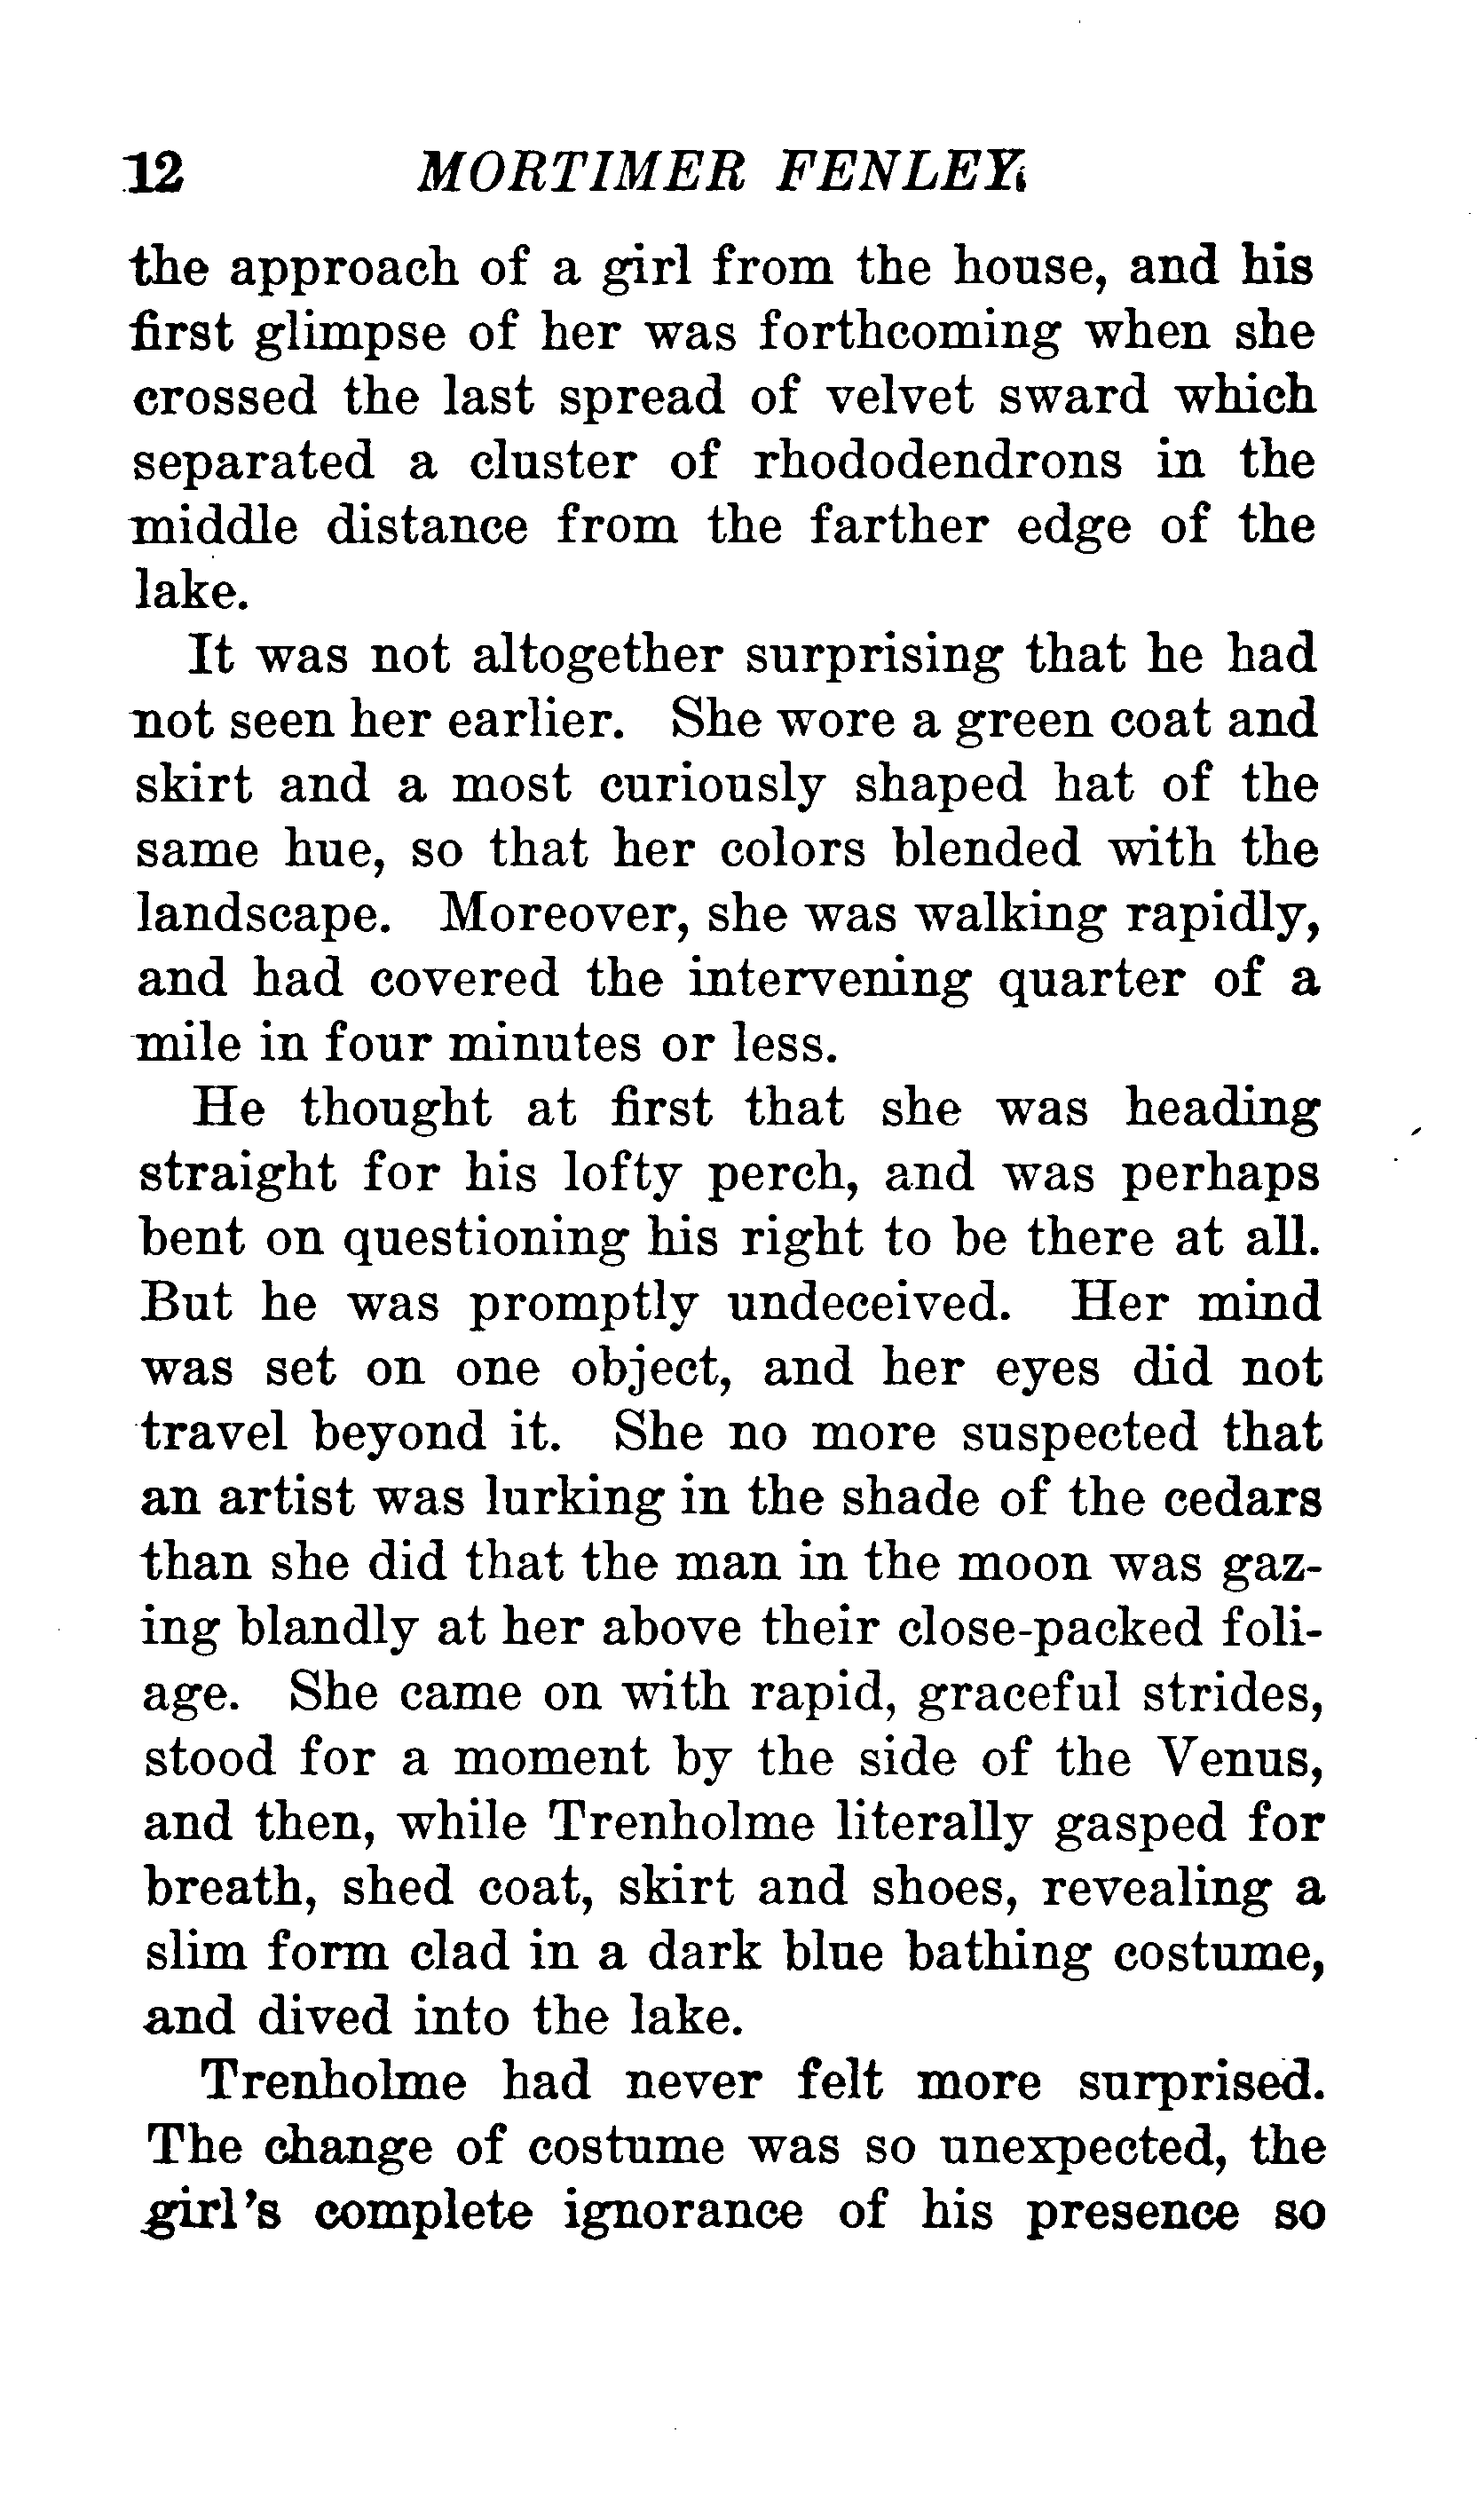 12 MORTIMER FENLEY
the approach of a girl from the house, and his
first glimpse of her was forthcoming when she
crossed the last spread of velvet sward which
separated a cluster of rhododendrons in the
middle distance from the farther edge of the
lake.
It was not altogether surprising that he had
not seen her earlier. She wore a green coat and
skirt and a most curiously shaped hat of the
same hue, so that her colors blended with the
landscape. Moreover, she was walking rapidly,
and had covered the intervening quarter of a
mile in four minutes or less.
He thought at first that she was heading
straight for his lofty perch, and was perhaps
bent on questioning his right to be there at all.
But he was promptly undeceived. Her mind
was set on one object, and her eyes did not
travel beyond it. She no more suspected that
an artist was lurking in the shade of the cedars
than she did that the man in the moon was gaz-
ing blandly at her above their close-packed foli-
age. She came on with rapid, graceful strides,
stood for a moment by the side of the Venus,
and then, while Trenholme literally gasped for
breath, shed coat, skirt and shoes, revealing a
slim form clad in a dark blue bathing costume,
and dived into the lake.
Trenholme had never felt more surprised.
The change of costume was so unexpected, the
girl's complete ignorance of his presence so